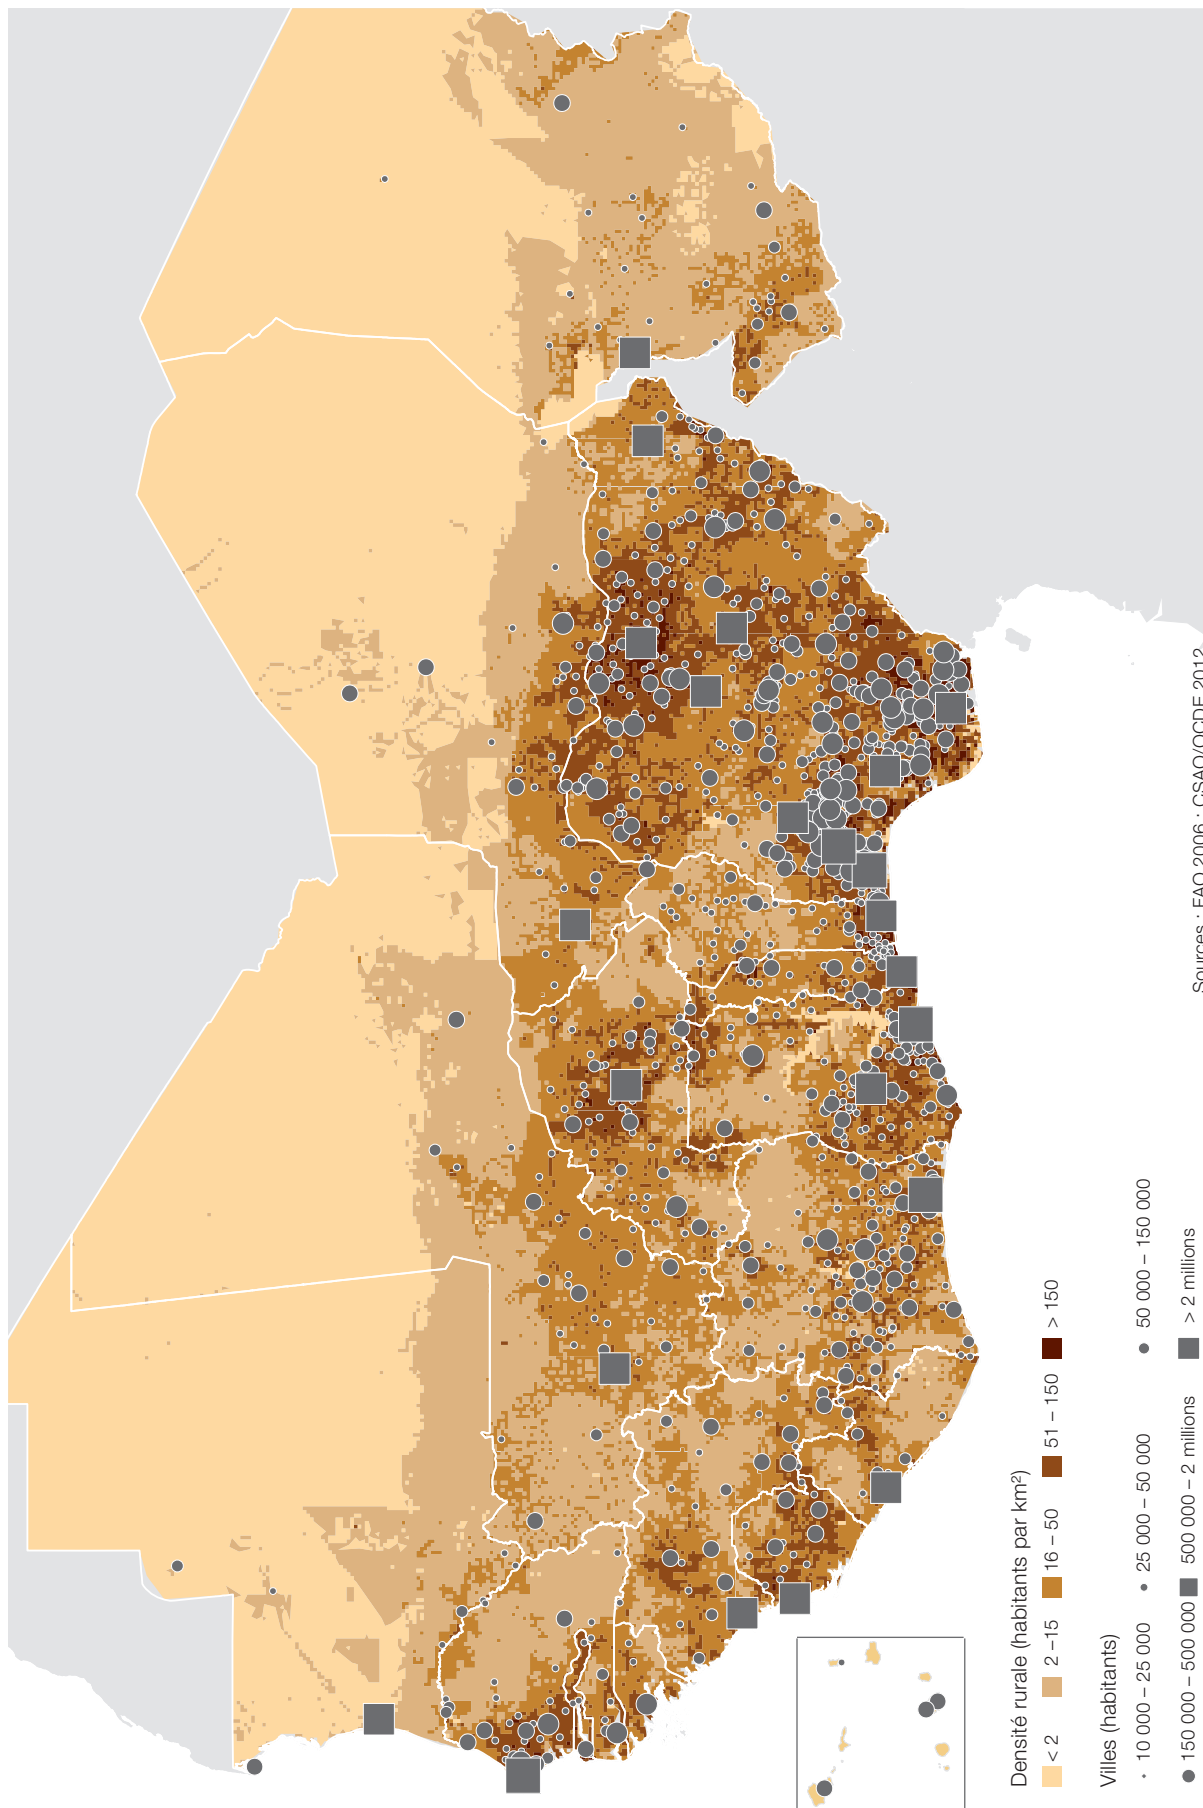 Densité rurale (habitants par km²)
< 2
2 – 15
16 – 50
51 – 150
> 150
Villes (habitants)
10 000 – 25 000
25 000 – 50 000
50 000 – 150 000
150 000 – 500 000
500 000 – 2 millions
> 2 millions
Sources : FAO 2006 ; CSAO/OCDE 2012